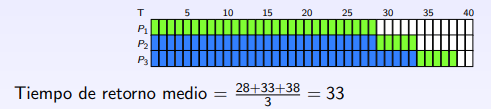 T 5 10 15 20 25 30 35 40
P1
P2
P3
Tiempo de retorno medio = (28+33+38)/3 = 33